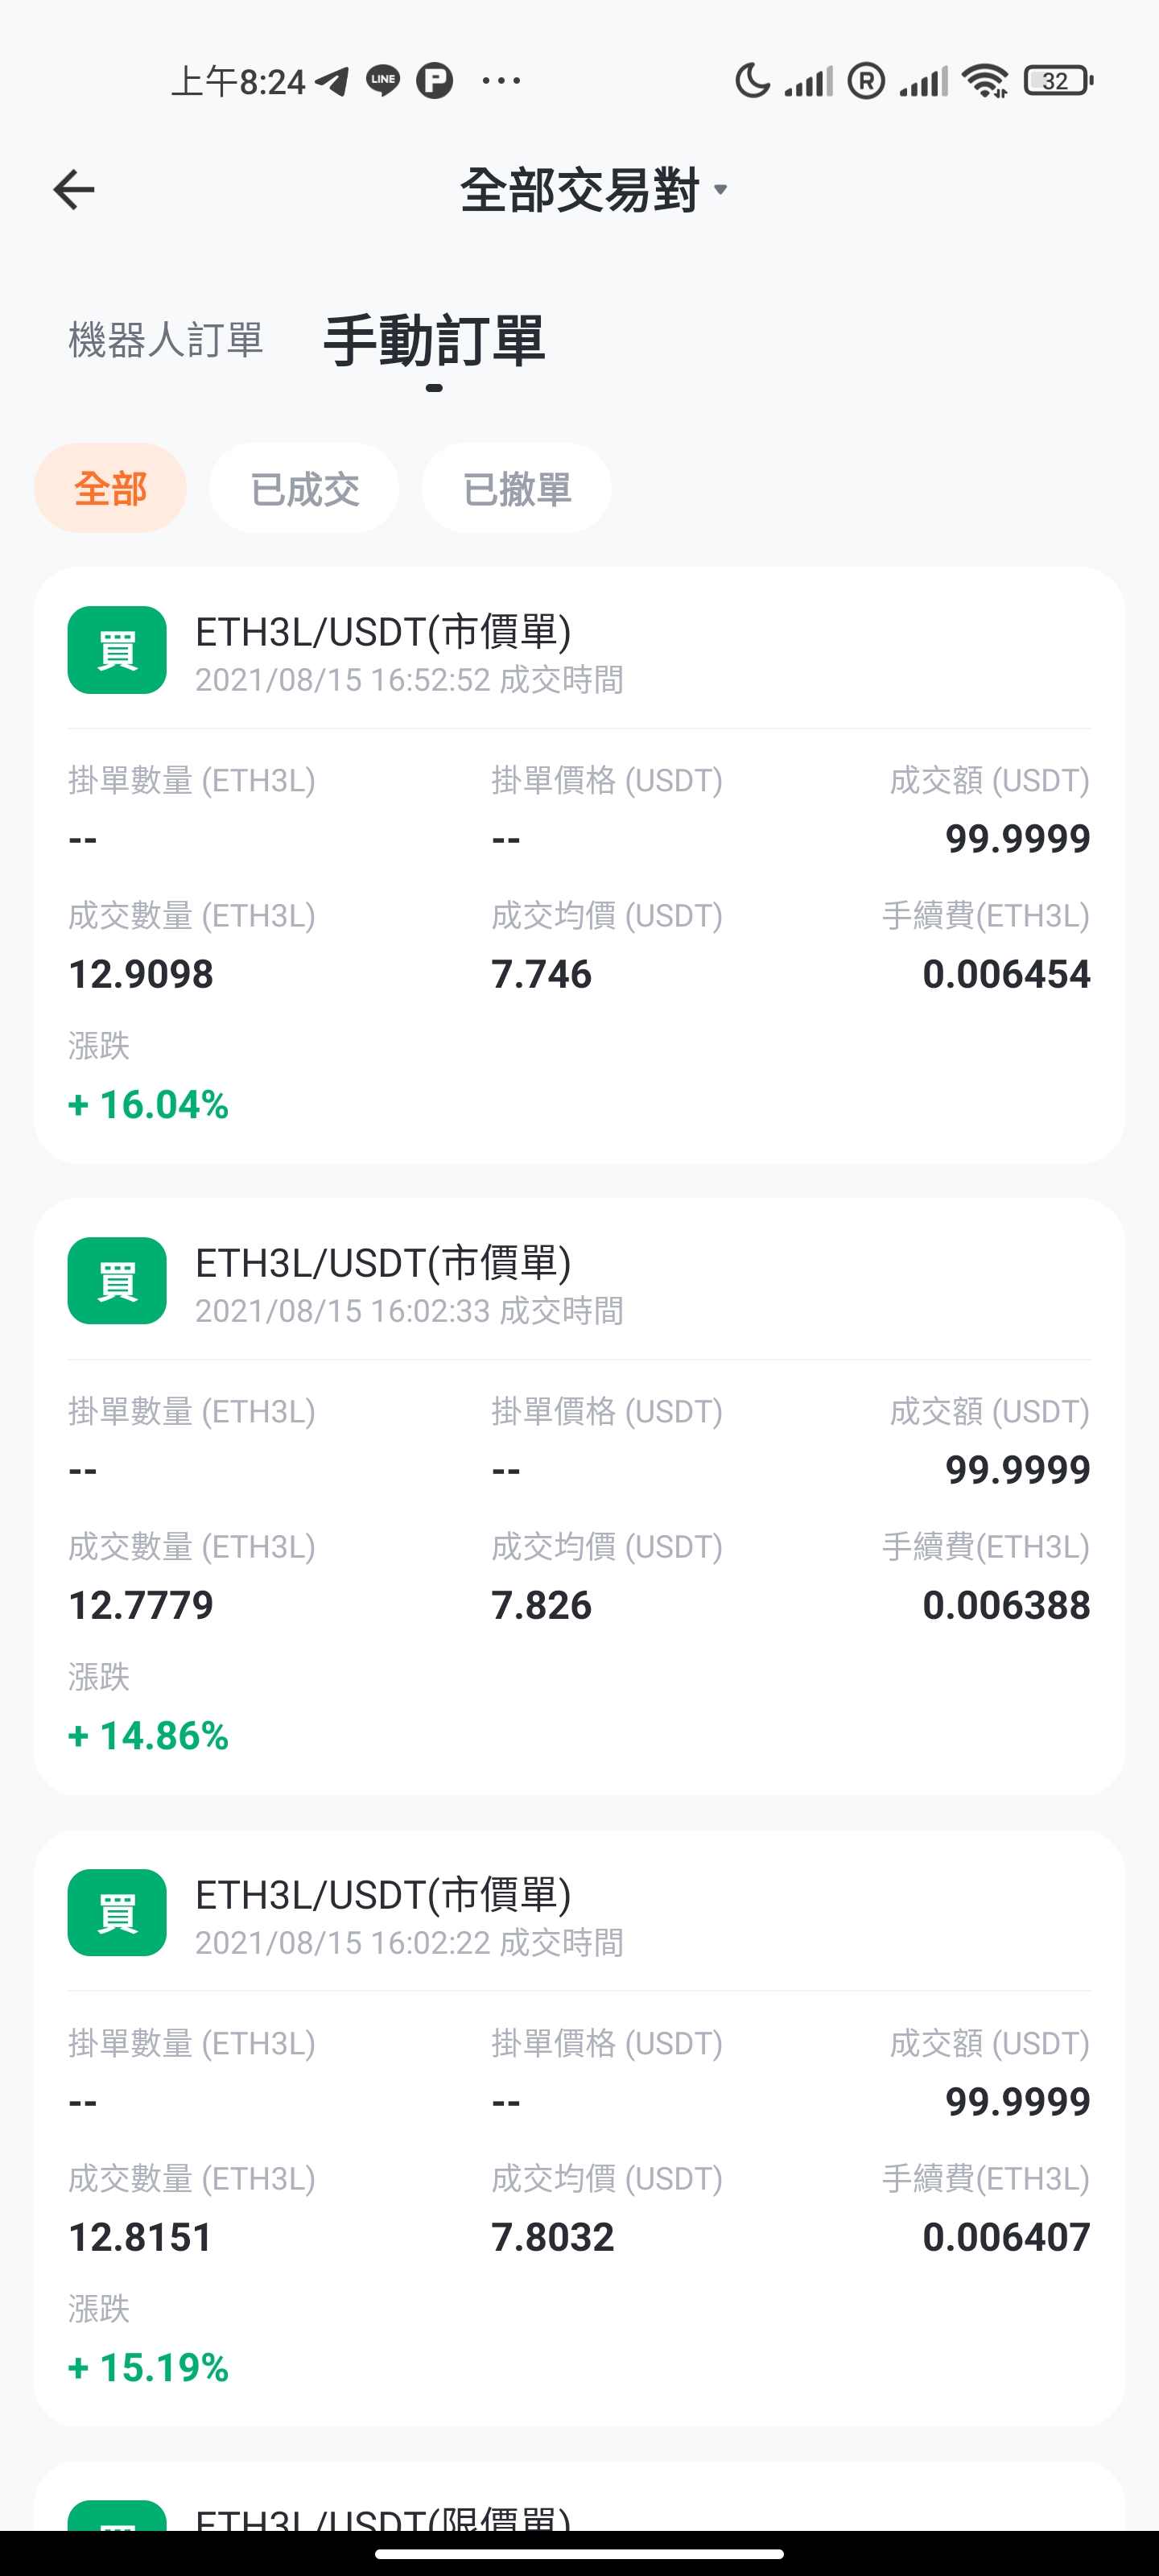 上午8:24 LINE P ... R 32
全部交易對
機器人訂單 手動訂單
全部 已成交 已撤單
買 ETH3L/USDT(市價單)
2021/08/15 16:52:52 成交時間
掛單數量 (ETH3L) 掛單價格 (USDT) 成交額 (USDT)
-- -- 99.9999
成交數量 (ETH3L) 成交均價 (USDT) 手續費(ETH3L)
12.9098 7.746 0.006454
漲跌
+ 16.04%
買 ETH3L/USDT(市價單)
2021/08/15 16:02:33 成交時間
掛單數量 (ETH3L) 掛單價格 (USDT) 成交額 (USDT)
-- -- 99.9999
成交數量 (ETH3L) 成交均價 (USDT) 手續費(ETH3L)
12.7779 7.826 0.006388
漲跌
+ 14.86%
買 ETH3L/USDT(市價單)
2021/08/15 16:02:22 成交時間
掛單數量 (ETH3L) 掛單價格 (USDT) 成交額 (USDT)
-- -- 99.9999
成交數量 (ETH3L) 成交均價 (USDT) 手續費(ETH3L)
12.8151 7.8032 0.006407
漲跌
+ 15.19%
買 ETH3L/USDT(限價單)